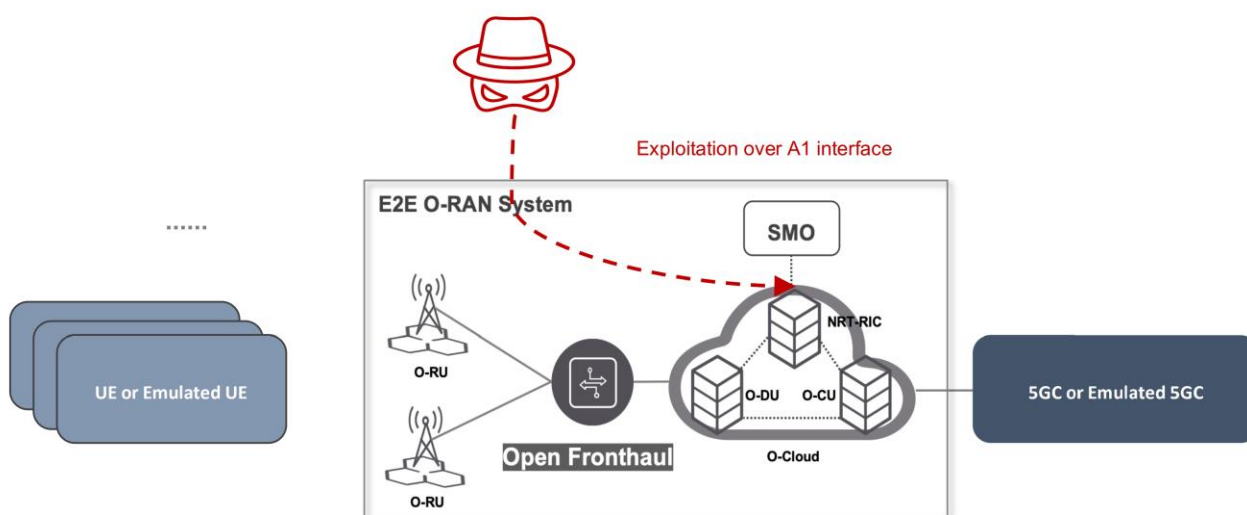 Exploitation over A1 interface
E2E O-RAN System
......
SMO
NRT-RIC
O-RU
UE or Emulated UE
O-DU
O-CU
5GC or Emulated 5GC
Open Fronthaul
O-Cloud
O-RU